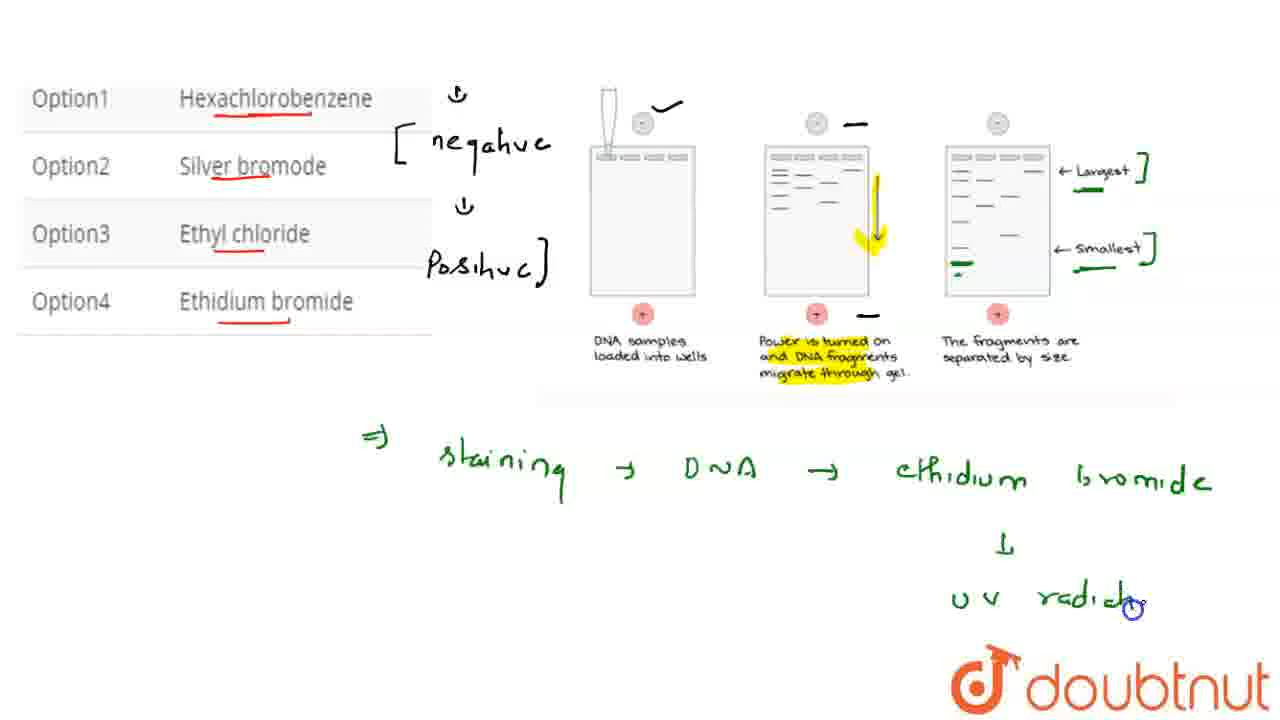 Option1 Hexachlorobenzene
Option2 Silver bromode
Option3 Ethyl chloride
Option4 Ethidium bromide
negative
positive
+
DNA samples
loaded into wells
+
Power is turned on
and DNA fragments
migrate through gel.
← Largest
← Smallest
+
The fragments are
separated by size
⇒ staining → DNA → ethidium bromide
↓
UV
doubtnut